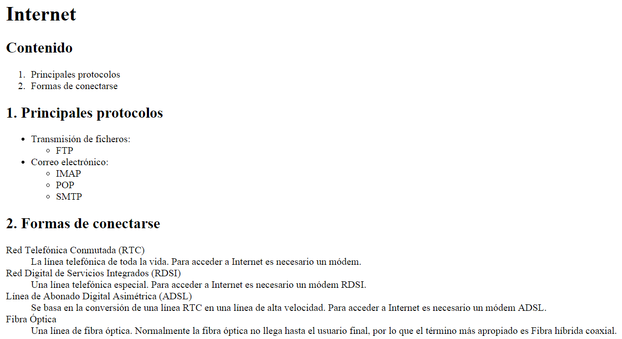 Internet
Contenido
1. Principales protocolos
2. Formas de conectarse
1. Principales protocolos
• Transmisión de ficheros:
◦ FTP
• Correo electrónico:
◦ IMAP
◦ POP
◦ SMTP
2. Formas de conectarse
Red Telefónica Conmutada (RTC)
La línea telefónica de toda la vida. Para acceder a Internet es necesario un módem.
Red Digital de Servicios Integrados (RDSI)
Una línea telefónica especial. Para acceder a Internet es necesario un módem RDSI.
Línea de Abonado Digital Asimétrica (ADSL)
Se basa en la conversión de una línea RTC en una línea de alta velocidad. Para acceder a Internet es necesario un módem ADSL.
Fibra Óptica
Una línea de fibra óptica. Normalmente la fibra óptica no llega hasta el usuario final, por lo que el término más apropiado es Fibra híbrida coaxial.